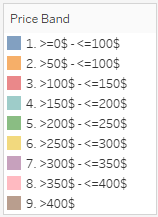 Price Band
1. >=0$ - <=100$
2. >50$ - <=100$
3. >100$ - <=150$
4. >150$ - <=200$
5. >200$ - <=250$
6. >250$ - <=300$
7. >300$ - <=350$
8. >350$ - <=400$
9. >400$